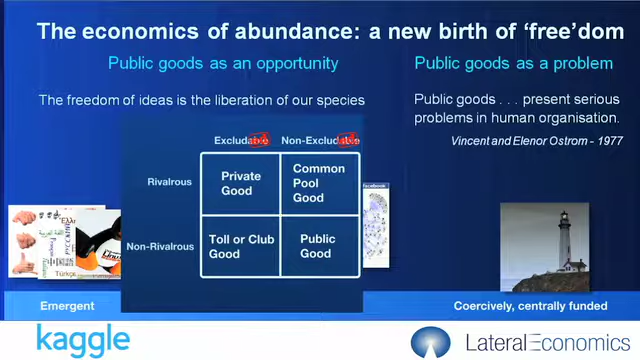 The economics of abundance: a new birth of 'free'dom
Public goods as an opportunity
Public goods as a problem
The freedom of ideas is the liberation of our species
Public goods . . . present serious
problems in human organisation.
Vincent and Elenor Ostrom - 1977
Excludable
Non-Excludable
Rivalrous
Private
Good
Common
Pool
Good
Non-Rivalrous
Toll or Club
Good
Public
Good
facebook
Türkçe
Emergent
Coercively, centrally funded
kaggle
LateralEconomics